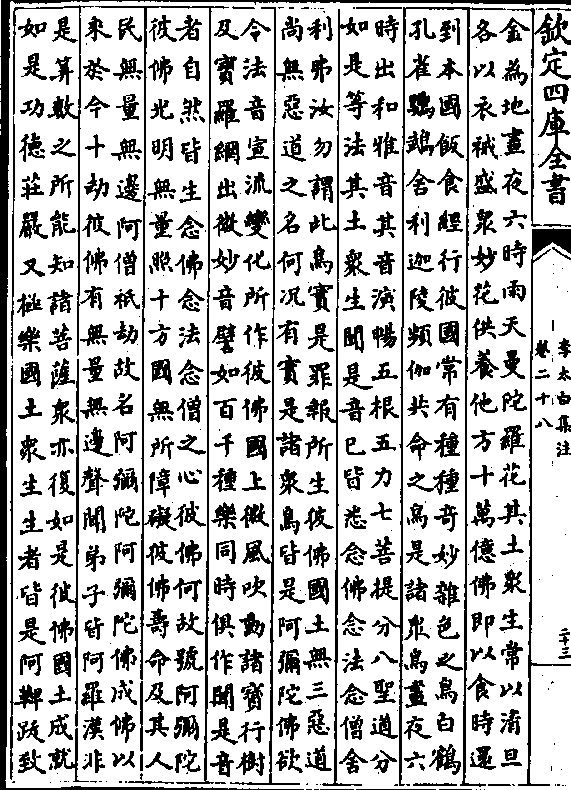 欽定四庫全書
李太白集注
卷二十八
二十三
金為地晝夜六時雨天曼陀羅花其土衆生常以淸旦
各以衣祴盛衆妙花供養他方十萬億佛即以食時還
到本國飯食經行彼國常有種種奇妙雜色之鳥白鶴
孔雀鸚鵡舍利迦陵頻伽共命之鳥是諸衆鳥晝夜六
時出和雅音其音演暢五根五力七菩提分八聖道分
如是等法其土衆生聞是音已皆悉念佛念法念僧舍
利弗汝勿謂此鳥實是罪報所生彼佛國土無三惡道
尚無惡道之名何况有實是諸衆鳥皆是阿彌陀佛欲
令法音宣流變化所作彼佛國上微風吹動諸寳行樹
及寳羅網出微妙音譬如百千種樂同時俱作聞是音
者自然皆生念佛念法念僧之心彼佛何故號阿彌陀
彼佛光明無量照十方國無所障礙彼佛壽命及其人
民無量無邊阿僧祇劫故名阿彌陀阿彌陀佛成佛以
來於今十劫彼佛有無量無邊聲聞弟子皆阿羅漢非
是算數之所能知諸菩薩衆亦復如是彼佛國土成就
如是功德莊嚴又極樂國土衆生生者皆是阿鞞跋致